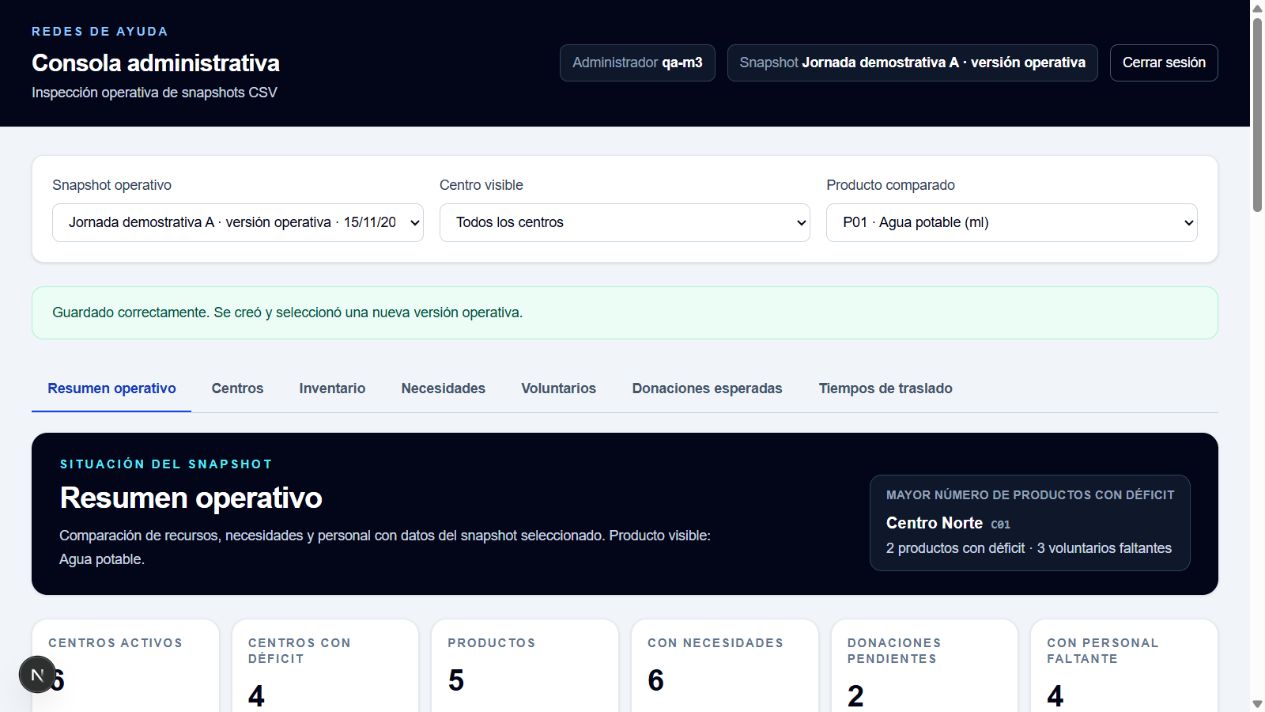 REDES DE AYUDA
Consola administrativa
Inspección operativa de snapshots CSV
Administrador qa-m3
Snapshot Jornada demostrativa A · versión operativa
Cerrar sesión
Snapshot operativo
Jornada demostrativa A · versión operativa · 15/11/20
Centro visible
Todos los centros
Producto comparado
P01 · Agua potable (ml)
Guardado correctamente. Se creó y seleccionó una nueva versión operativa.
Resumen operativo
Centros
Inventario
Necesidades
Voluntarios
Donaciones esperadas
Tiempos de traslado
SITUACIÓN DEL SNAPSHOT
Resumen operativo
Comparación de recursos, necesidades y personal con datos del snapshot seleccionado. Producto visible:
Agua potable.
MAYOR NÚMERO DE PRODUCTOS CON DÉFICIT
Centro Norte C01
2 productos con déficit · 3 voluntarios faltantes
CENTROS ACTIVOS
6
CENTROS CON
DÉFICIT
4
PRODUCTOS
5
CON NECESIDADES
6
DONACIONES
PENDIENTES
2
CON PERSONAL
FALTANTE
4
N